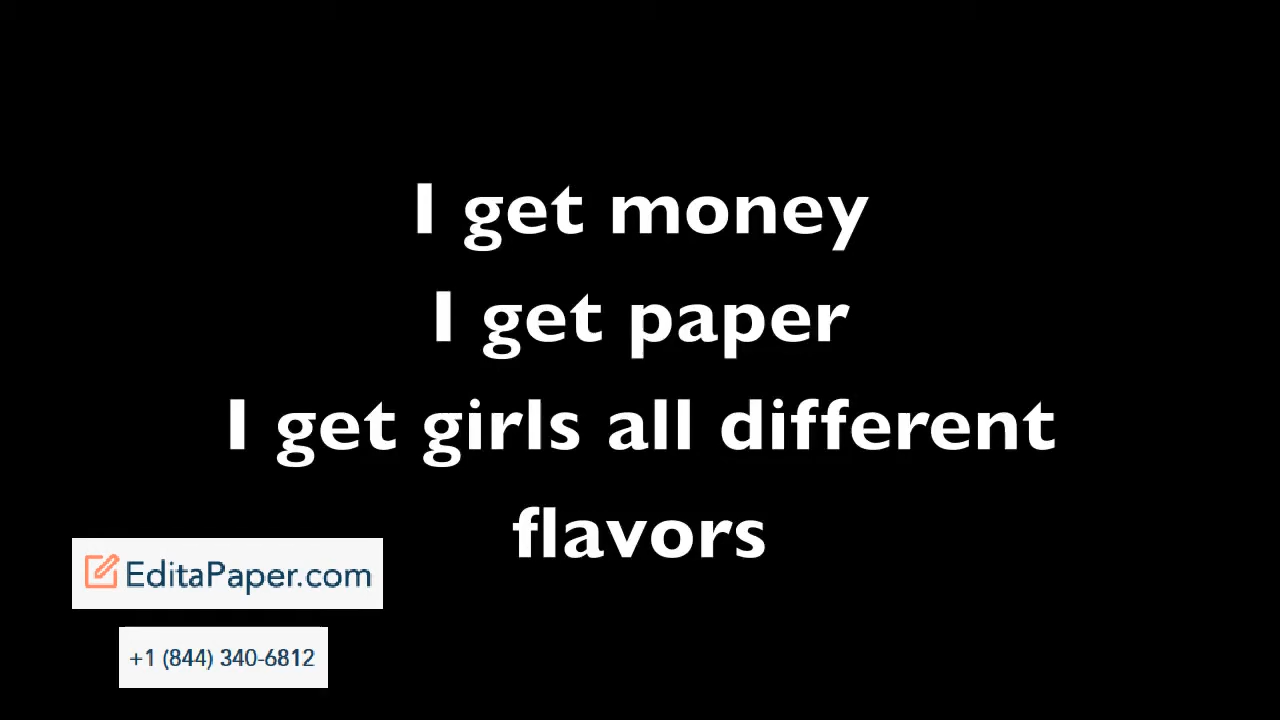 I get money
I get paper
I get girls all different
flavors
EditaPaper.com
+1 (844) 340-6812